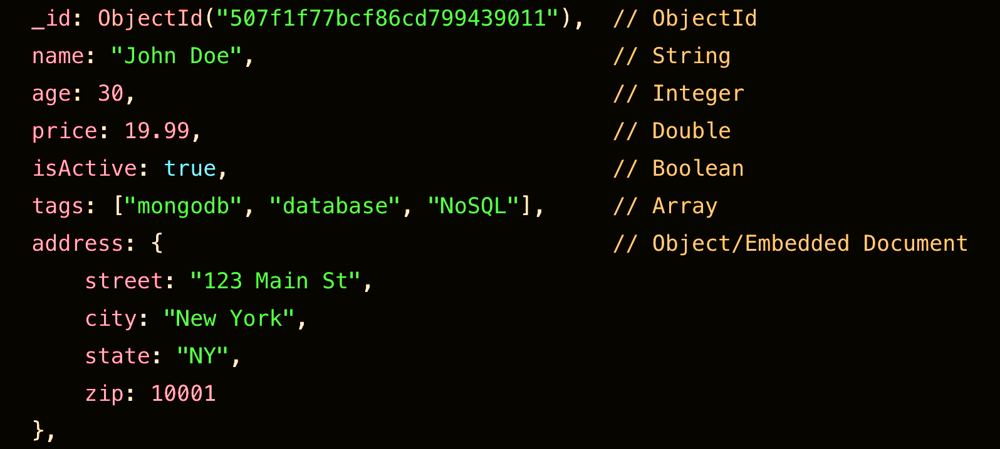 _id: ObjectId("507f1f77bcf86cd799439011"),  // ObjectId
name: "John Doe",                           // String
age: 30,                                    // Integer
price: 19.99,                               // Double
isActive: true,                             // Boolean
tags: ["mongodb", "database", "NoSQL"],     // Array
address: {                                  // Object/Embedded Document
    street: "123 Main St",
    city: "New York",
    state: "NY",
    zip: 10001
},